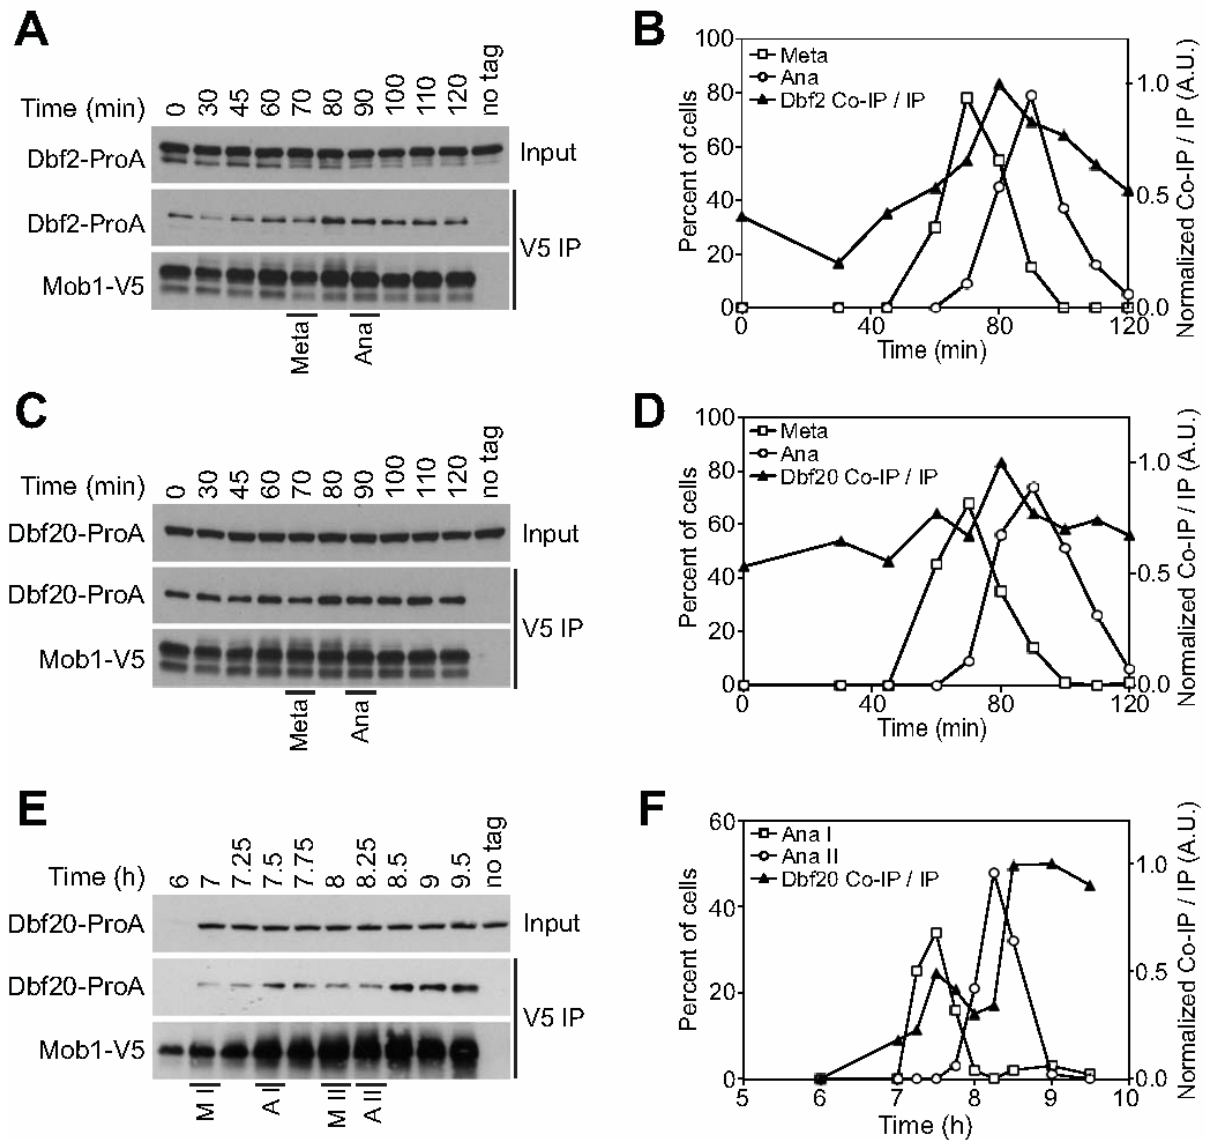 A
Time (min) 0 30 45 60 70 80 90 100 110 120 no tag
Dbf2-ProA Input
Dbf2-ProA
V5 IP
Mob1-V5
Meta Ana
B
Meta
Ana
Dbf2 Co-IP / IP
Percent of cells
100
80
60
40
20
0
Normalized Co-IP / IP (A.U.)
1.0
0.5
0.0
0 40 80 120
Time (min)
C
Time (min) 0 30 45 60 70 80 90 100 110 120 no tag
Dbf20-ProA Input
Dbf20-ProA
V5 IP
Mob1-V5
Meta Ana
D
Meta
Ana
Dbf20 Co-IP / IP
Percent of cells
100
80
60
40
20
0
Normalized Co-IP / IP (A.U.)
1.0
0.5
0.0
0 40 80 120
Time (min)
E
Time (h) 6 7 7.25 7.5 7.75 8 8.25 8.5 9 9.5 no tag
Dbf20-ProA Input
Dbf20-ProA
V5 IP
Mob1-V5
M I A I M II A II
F
Ana I
Ana II
Dbf20 Co-IP / IP
Percent of cells
60
40
20
0
Normalized Co-IP / IP (A.U.)
1.0
0.5
0.0
5 6 7 8 9 10
Time (h)